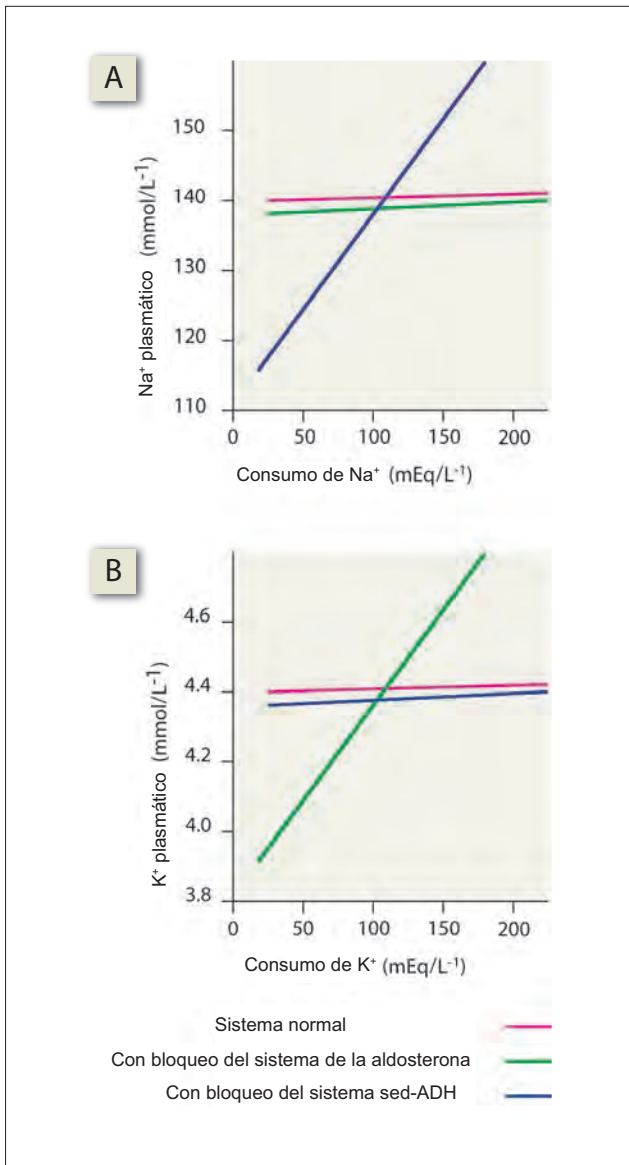 A
Na⁺ plasmático (mmol/L⁻¹)
150
140
130
120
110
0 50 100 150 200
Consumo de Na⁺ (mEq/L⁻¹)
B
K⁺ plasmático (mmol/L⁻¹)
4.6
4.4
4.2
4.0
3.8
0 50 100 150 200
Consumo de K⁺ (mEq/L⁻¹)
Sistema normal
Con bloqueo del sistema de la aldosterona
Con bloqueo del sistema sed-ADH